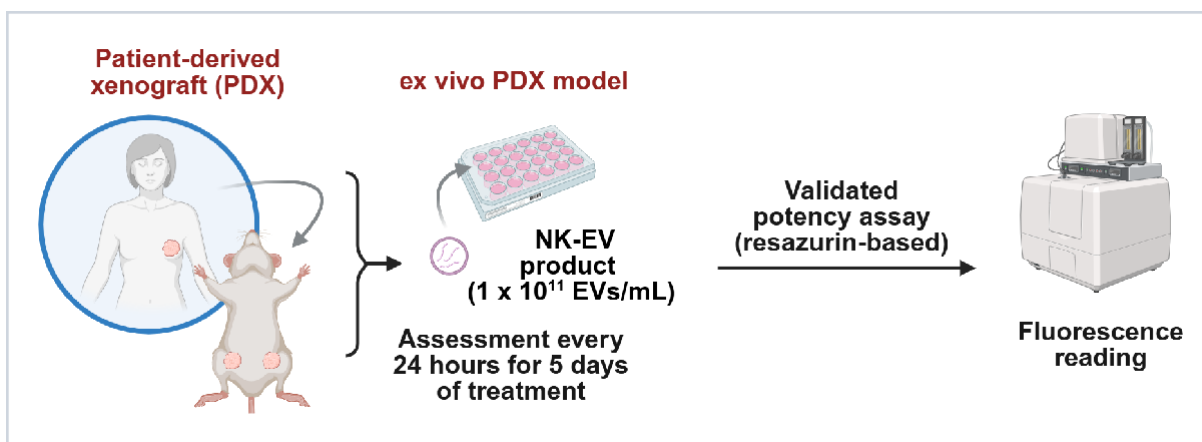 Patient-derived
xenograft (PDX)
ex vivo PDX model
NK-EV
product
(1 x 10¹¹ EVs/mL)
Assessment every
24 hours for 5 days
of treatment
Validated
potency assay
(resazurin-based)
Fluorescence
reading